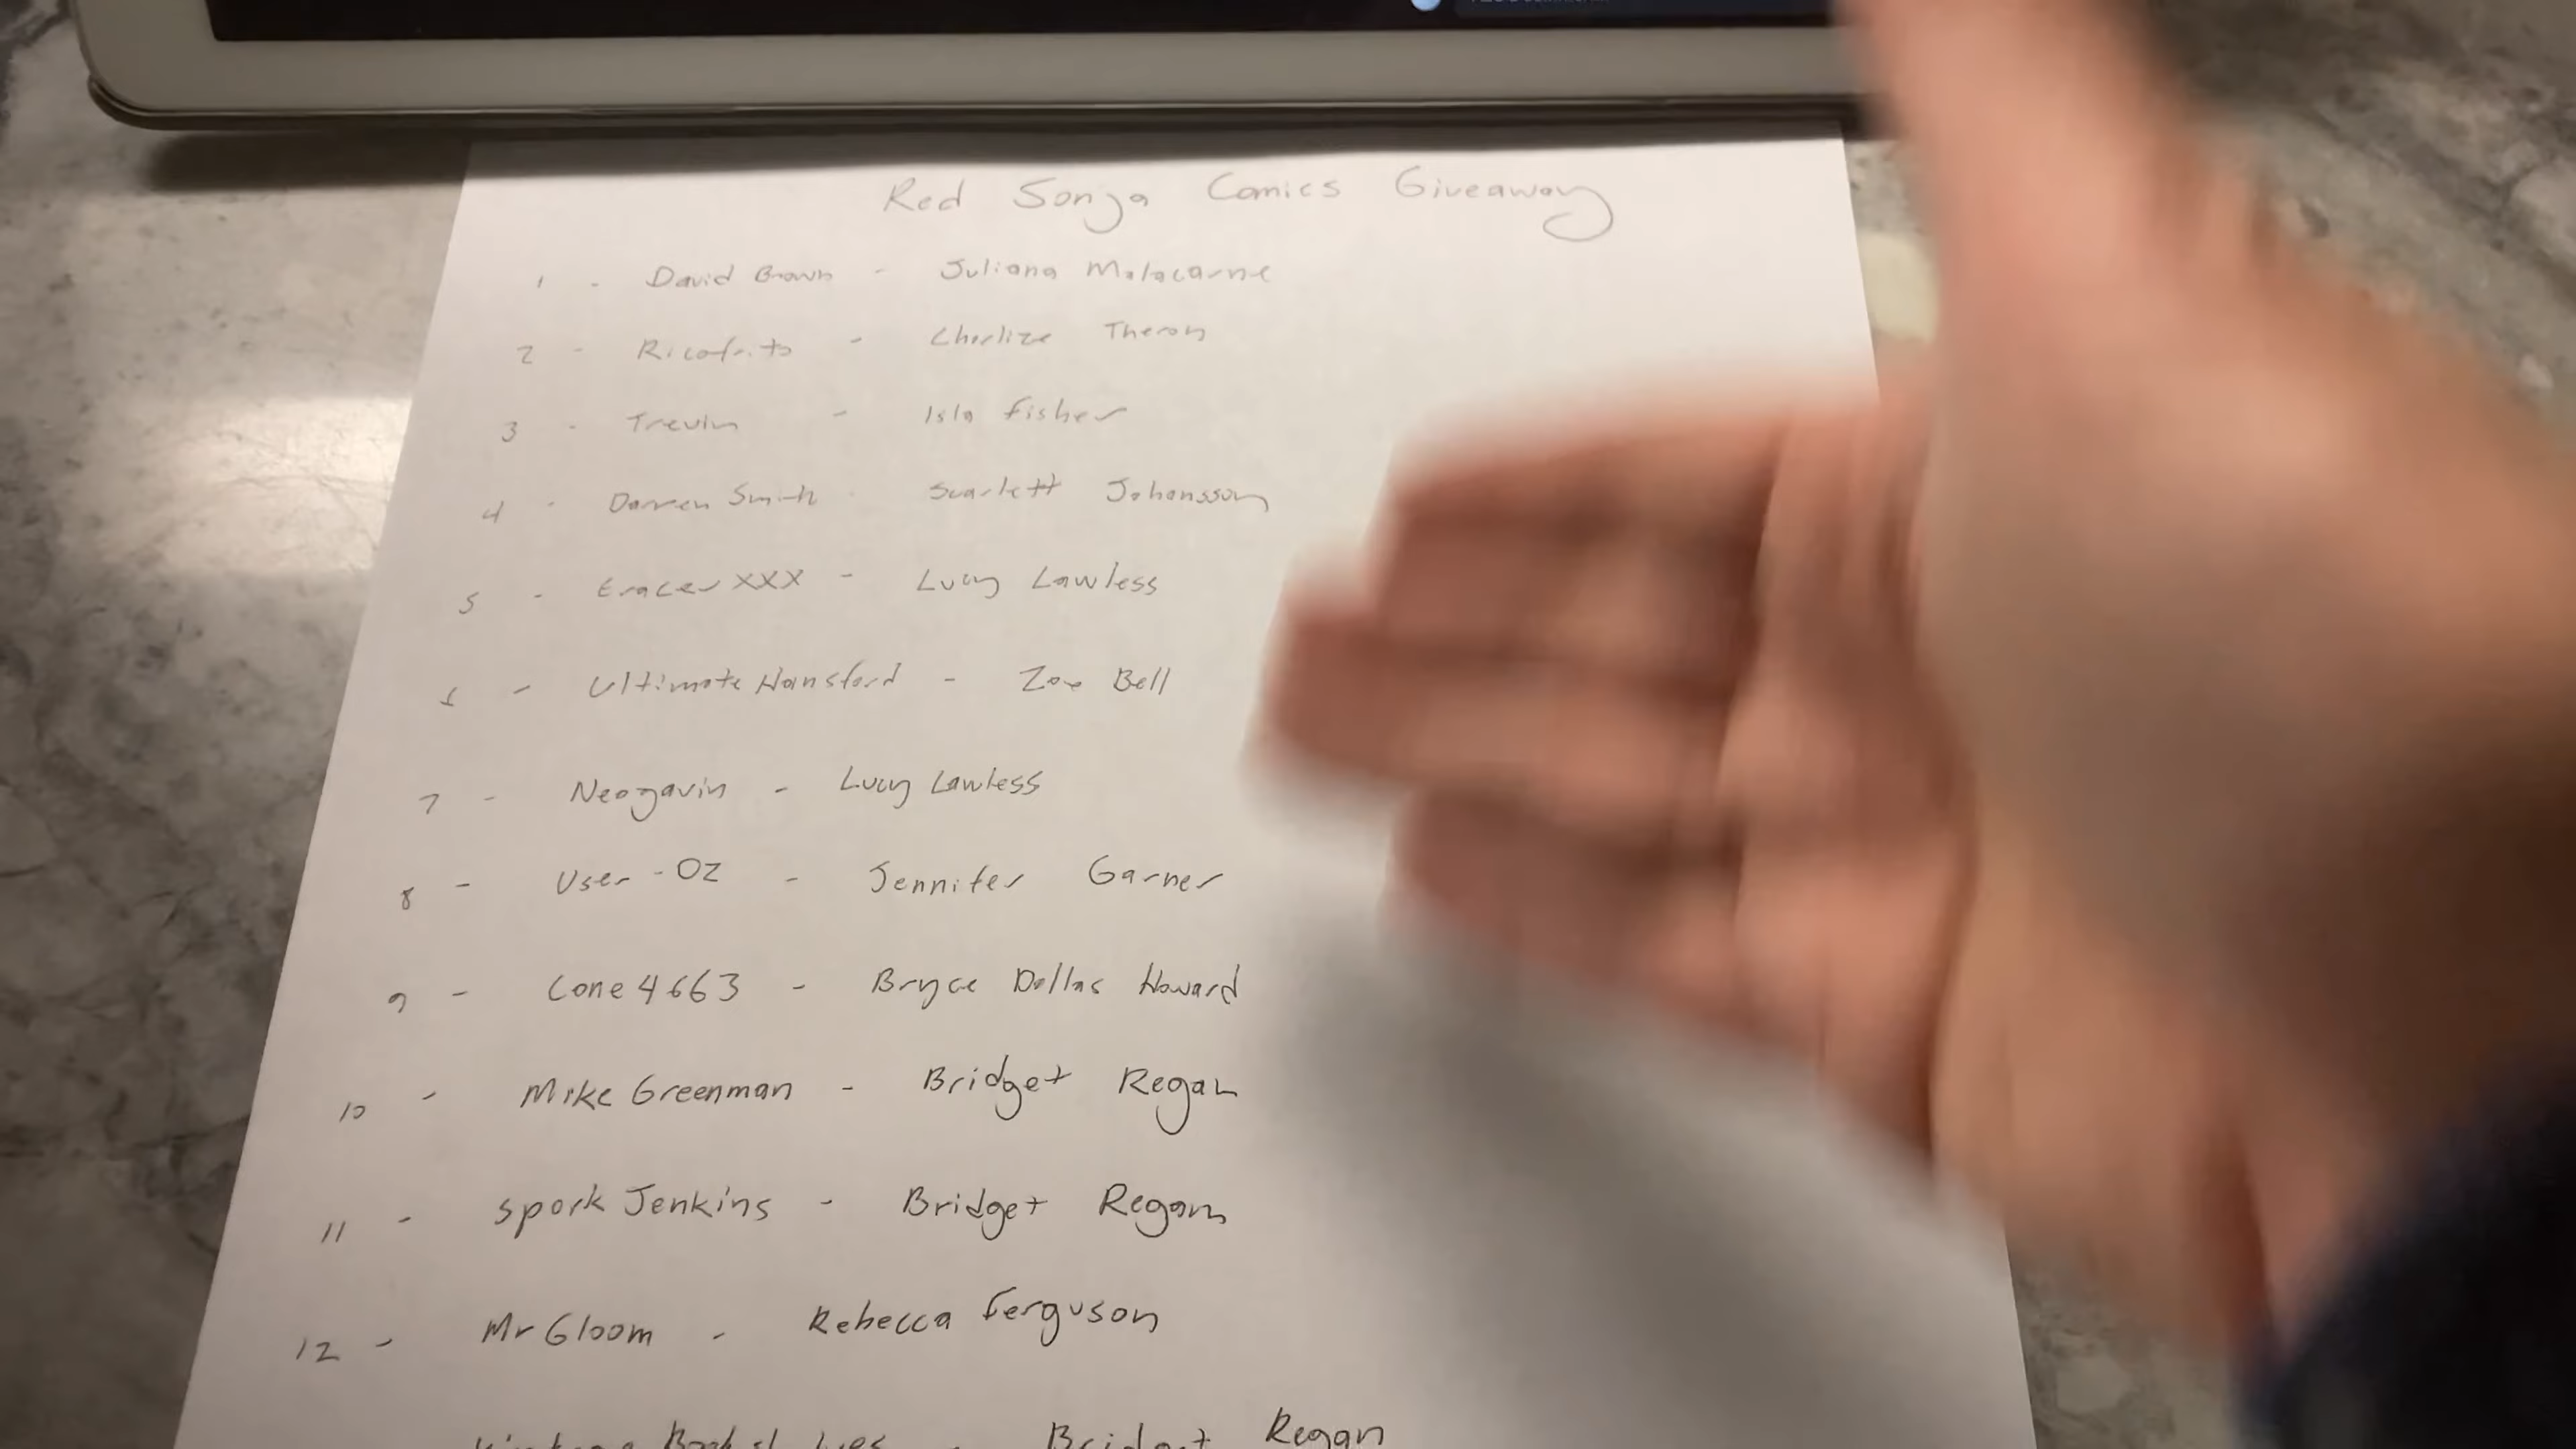 Red Sonja Comics Giveaway
1 - David Brown - Juliana Malacarne
2 - Ricofrito - Charlize Theron
3 - Trevin - Isla Fisher
4 - Darren Smith - Scarlett Johansson
5 - EracerXXX - Lucy Lawless
6 - Ultimate Hansford - Zoe Bell
7 - Neogavin - Lucy Lawless
8 - User-OZ - Jennifer Garner
9 - Cone4663 - Bryce Dallas Howard
10 - Mike Greenman - Bridget Regan
11 - Spork Jenkins - Bridget Regan
12 - Mr Gloom - Rebecca Ferguson
- Bridget Regan